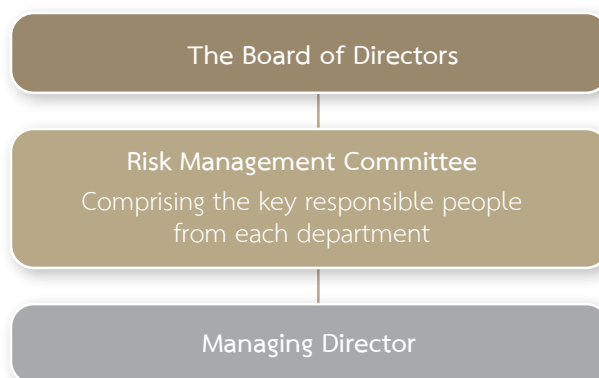 The Board of Directors
Risk Management Committee
Comprising the key responsible people
from each department
Managing Director